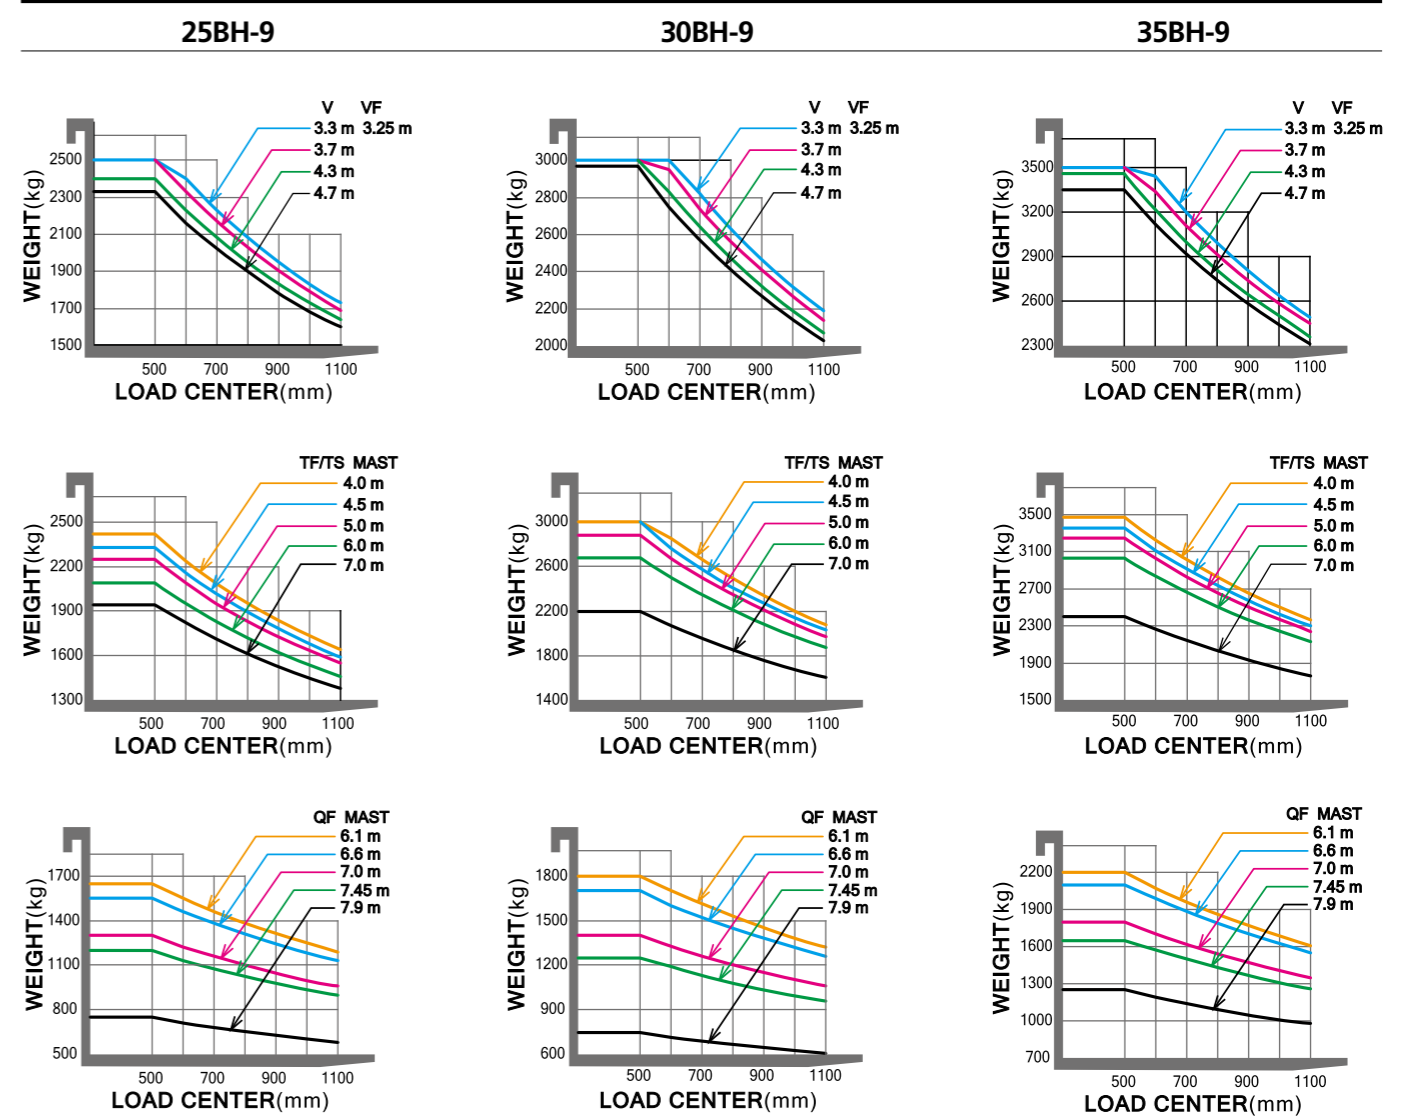 25BH-9 30BH-9 35BH-9
V VF
3.3 m 3.25 m
3.7 m
4.3 m
4.7 m
WEIGHT(kg)
2500
2300
2100
1900
1700
1500
500 700 900 1100
LOAD CENTER(mm)
V VF
3.3 m 3.25 m
3.7 m
4.3 m
4.7 m
WEIGHT(kg)
3000
2800
2600
2400
2200
2000
500 700 900 1100
LOAD CENTER(mm)
V VF
3.3 m 3.25 m
3.7 m
4.3 m
4.7 m
WEIGHT(kg)
3500
3200
2900
2600
2300
500 700 900 1100
LOAD CENTER(mm)
TF/TS MAST
4.0 m
4.5 m
5.0 m
6.0 m
7.0 m
WEIGHT(kg)
2500
2200
1900
1600
1300
500 700 900 1100
LOAD CENTER(mm)
TF/TS MAST
4.0 m
4.5 m
5.0 m
6.0 m
7.0 m
WEIGHT(kg)
3000
2600
2200
1800
1400
500 700 900 1100
LOAD CENTER(mm)
TF/TS MAST
4.0 m
4.5 m
5.0 m
6.0 m
7.0 m
WEIGHT(kg)
3500
3100
2700
2300
1900
1500
500 700 900 1100
LOAD CENTER(mm)
QF MAST
6.1 m
6.6 m
7.0 m
7.45 m
7.9 m
WEIGHT(kg)
1700
1400
1100
800
500
500 700 900 1100
LOAD CENTER(mm)
QF MAST
6.1 m
6.6 m
7.0 m
7.45 m
7.9 m
WEIGHT(kg)
1800
1500
1200
900
600
500 700 900 1100
LOAD CENTER(mm)
QF MAST
6.1 m
6.6 m
7.0 m
7.45 m
7.9 m
WEIGHT(kg)
2200
1900
1600
1300
1000
700
500 700 900 1100
LOAD CENTER(mm)